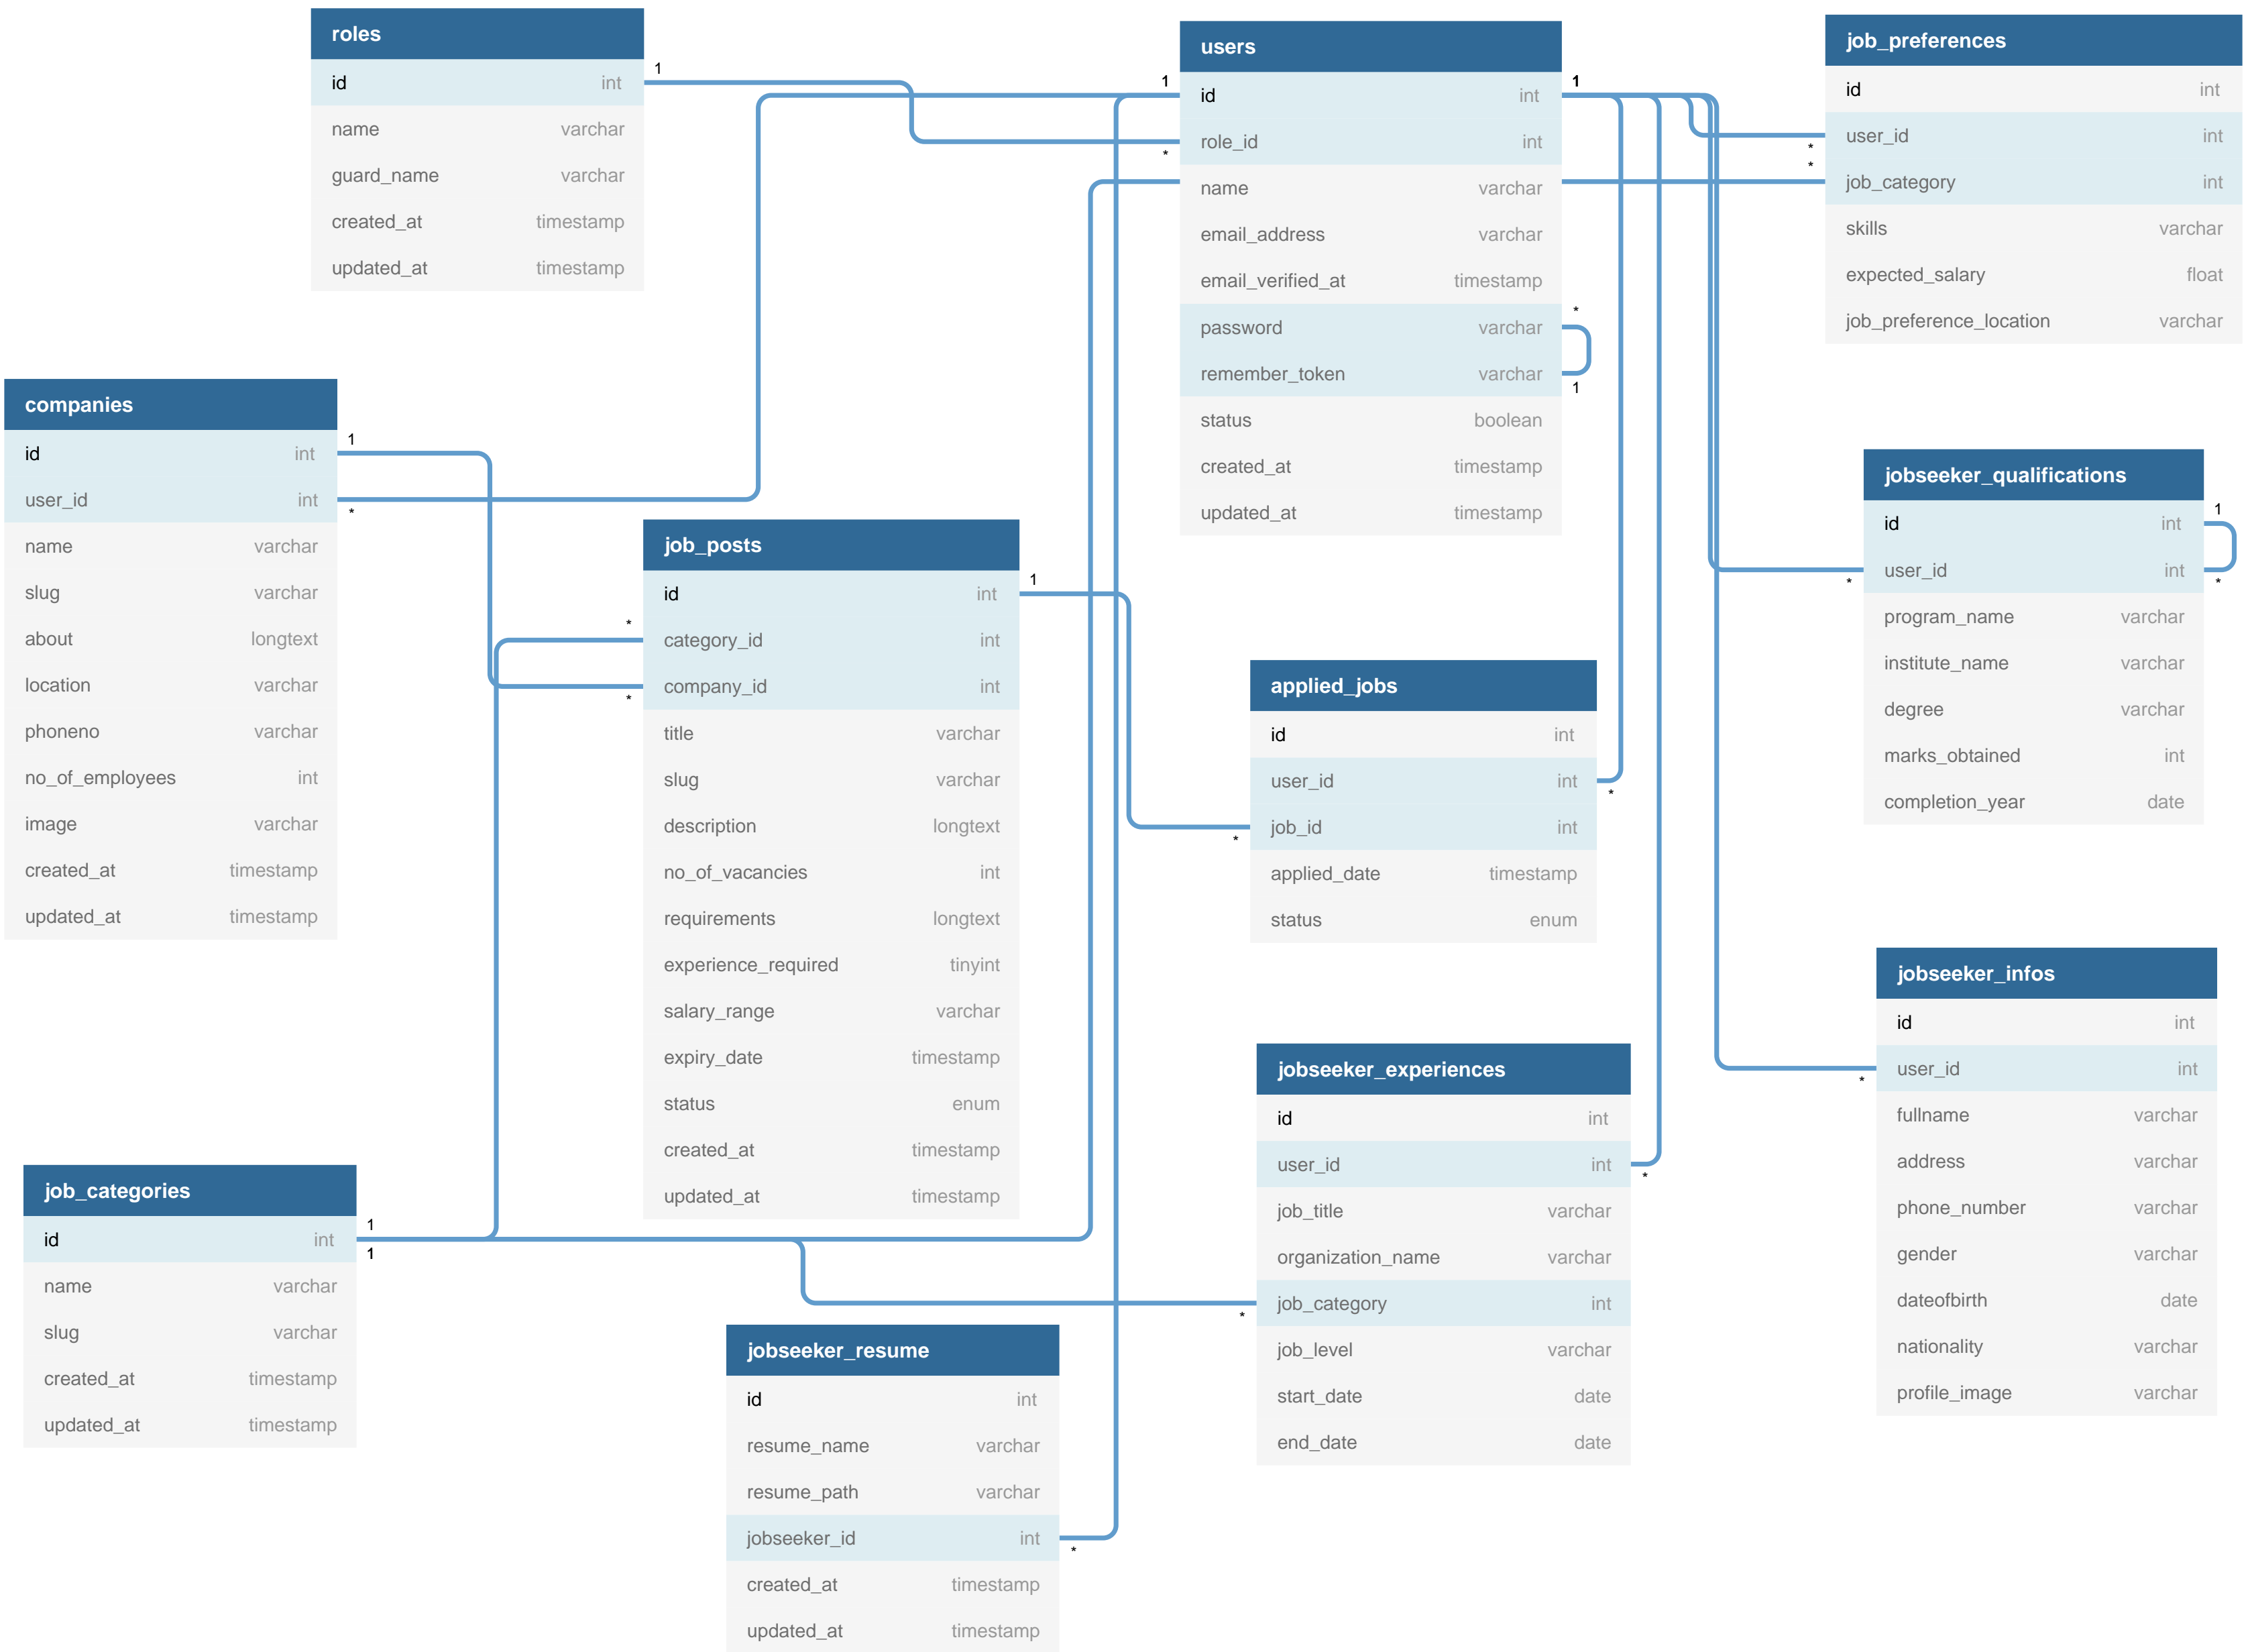 roles
id int
name varchar
guard_name varchar
created_at timestamp
updated_at timestamp
1
users
1 1
id int
role_id int
*
name varchar
email_address varchar
email_verified_at timestamp
*
password varchar
remember_token varchar
1
status boolean
created_at timestamp
updated_at timestamp
job_preferences
id int
user_id int
*
*
job_category int
skills varchar
expected_salary float
job_preference_location varchar
companies
1
id int
user_id int
*
name varchar
slug varchar
about longtext
location varchar
phoneno varchar
no_of_employees int
image varchar
created_at timestamp
updated_at timestamp
job_posts
1
id int
*
category_id int
company_id int
*
title varchar
slug varchar
description longtext
no_of_vacancies int
requirements longtext
experience_required tinyint
salary_range varchar
expiry_date timestamp
status enum
created_at timestamp
updated_at timestamp
jobseeker_qualifications
1
id int
user_id int
* *
program_name varchar
institute_name varchar
degree varchar
marks_obtained int
completion_year date
applied_jobs
id int
user_id int
*
job_id int
*
applied_date timestamp
status enum
jobseeker_infos
id int
user_id int
*
fullname varchar
address varchar
phone_number varchar
gender varchar
dateofbirth date
nationality varchar
profile_image varchar
jobseeker_experiences
id int
user_id int
*
job_title varchar
organization_name varchar
job_category int
*
job_level varchar
start_date date
end_date date
job_categories
1
id int
1
name varchar
slug varchar
created_at timestamp
updated_at timestamp
jobseeker_resume
id int
resume_name varchar
resume_path varchar
jobseeker_id int
*
created_at timestamp
updated_at timestamp